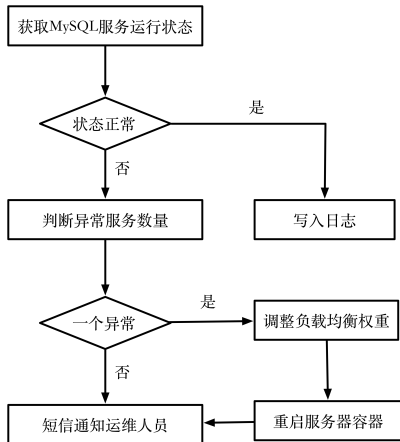 获取MySQL服务运行状态
状态正常
是
否
判断异常服务数量
写入日志
一个异常
是
调整负载均衡权重
否
短信通知运维人员
重启服务器容器